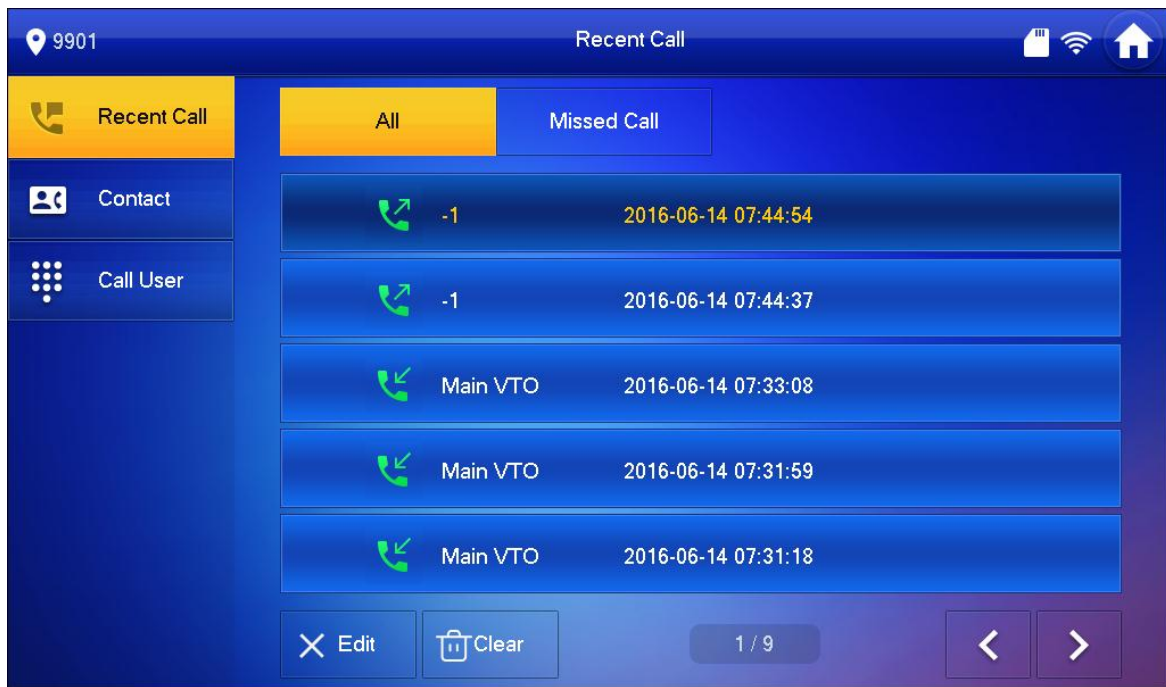 9901 Recent Call
Recent Call All Missed Call
Contact -1 2016-06-14 07:44:54
Call User -1 2016-06-14 07:44:37
Main VTO 2016-06-14 07:33:08
Main VTO 2016-06-14 07:31:59
Main VTO 2016-06-14 07:31:18
Edit Clear 1 / 9